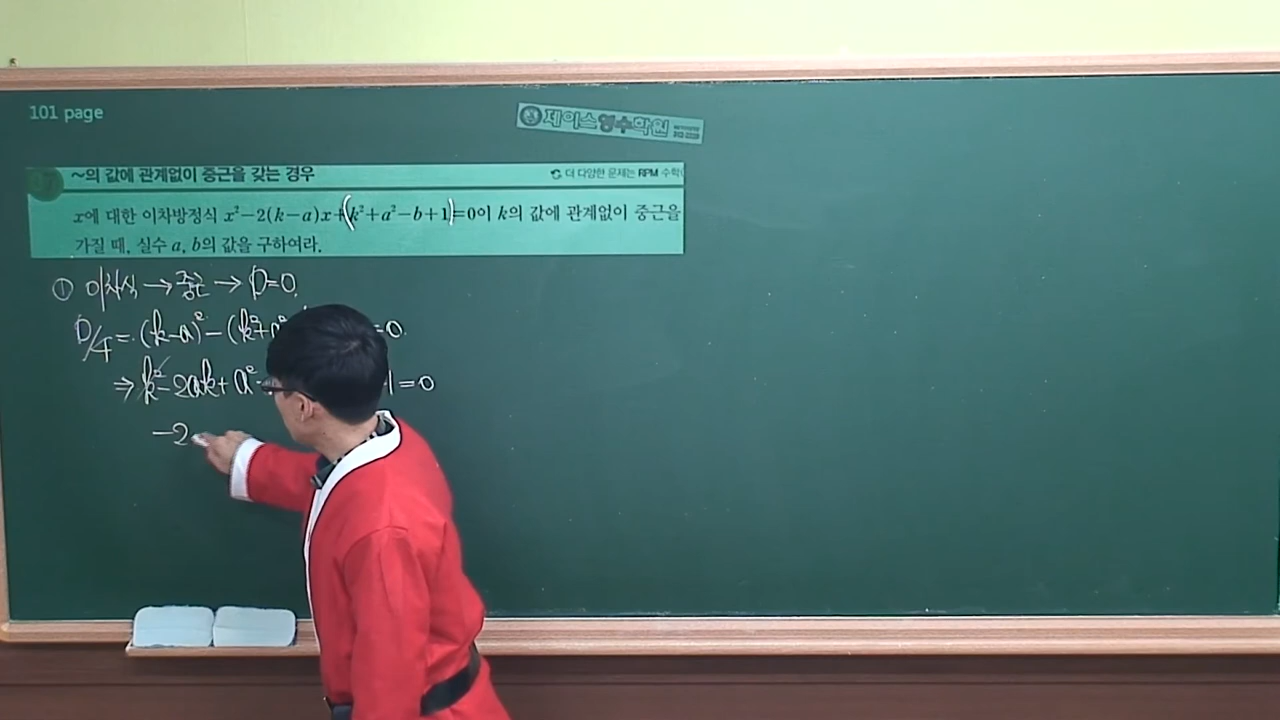 101 page
제이스영수학원
~의 값에 관계없이 중근을 갖는 경우
더 다양한 문제는 RPM 수학
x에 대한 이차방정식 x²-2(k-a)x+(k²+a²-b+1)=0이 k의 값에 관계없이 중근을
가질 때, 실수 a, b의 값을 구하여라.
① 이차식 → 중근 → D=0.
D/4 = (k-a)² - (k²+a² =0.
⇒ k²-2ak+a² 1=0
-2